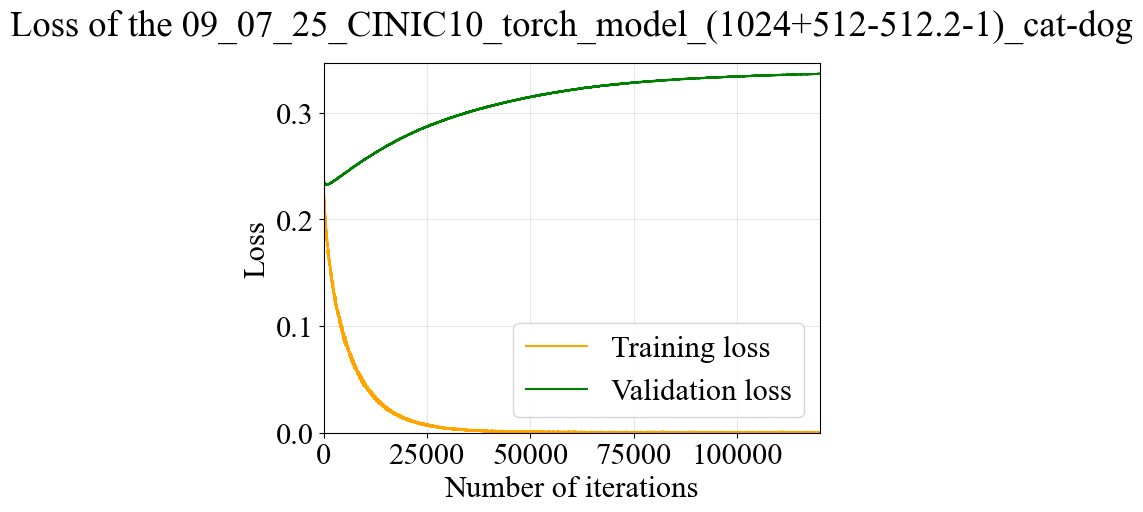 Loss of the 09_07_25_CINIC10_torch_model_(1024+512-512.2-1)_cat-dog
0.3
0.2
0.1
0.0
Loss
Training loss
Validation loss
0 25000 50000 75000 100000
Number of iterations